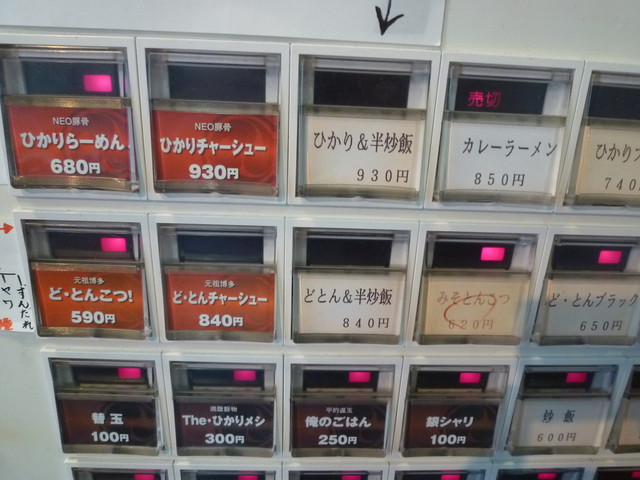 NEO豚骨
ひかりらーめん
680円
NEO豚骨
ひかりチャーシュー
930円
ひかり＆半炒飯
930円
売切
カレーラーメン
850円
ひかり
740
元祖博多
ど・とんこつ!
590円
元祖博多
ど・とんチャーシュー
840円
どとん＆半炒飯
840円
みそとんこつ
620円
ど・とんブラック
650円
替玉
100円
The・ひかりメシ
300円
俺のごはん
250円
銀シャリ
100円
炒飯
600円